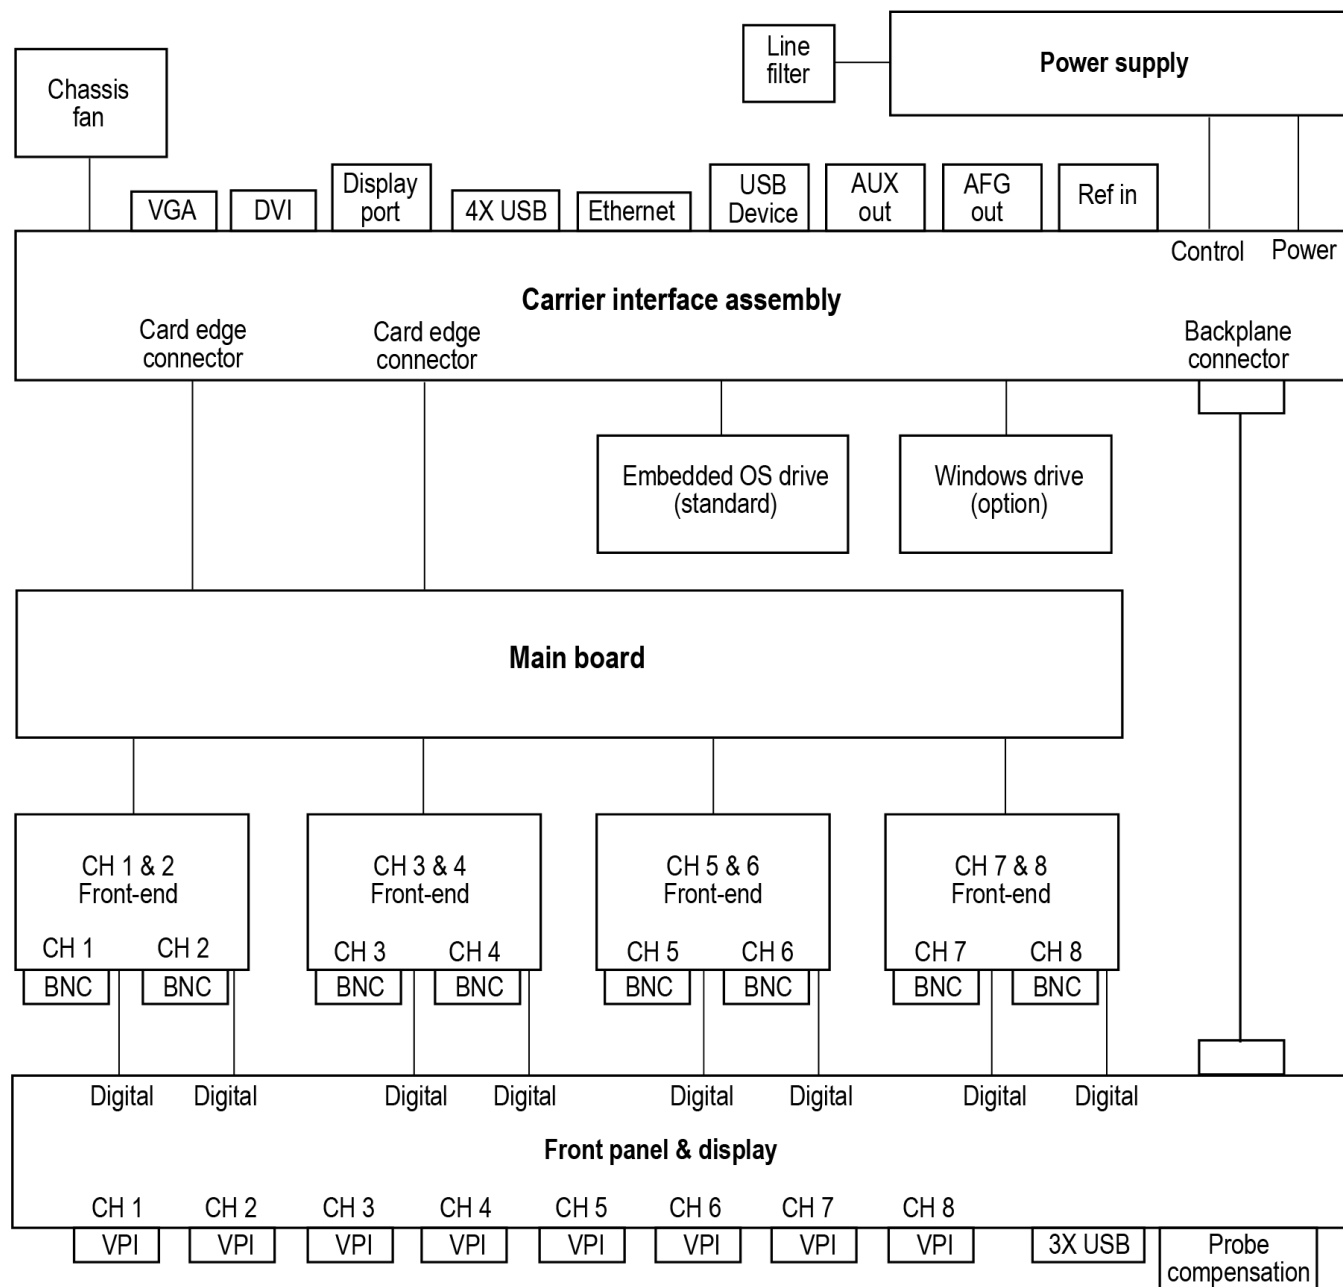 Line
filter
Power supply
Chassis
fan
VGA
DVI
Display
port
4X USB
Ethernet
USB
Device
AUX
out
AFG
out
Ref in
Control
Power
Carrier interface assembly
Card edge
connector
Card edge
connector
Backplane
connector
Embedded OS drive
(standard)
Windows drive
(option)
Main board
CH 1 & 2
Front-end
CH 1
CH 2
BNC
BNC
CH 3 & 4
Front-end
CH 3
CH 4
BNC
BNC
CH 5 & 6
Front-end
CH 5
CH 6
BNC
BNC
CH 7 & 8
Front-end
CH 7
CH 8
BNC
BNC
Digital
Digital
Digital
Digital
Digital
Digital
Digital
Digital
Front panel & display
CH 1
VPI
CH 2
VPI
CH 3
VPI
CH 4
VPI
CH 5
VPI
CH 6
VPI
CH 7
VPI
CH 8
VPI
3X USB
Probe
compensation